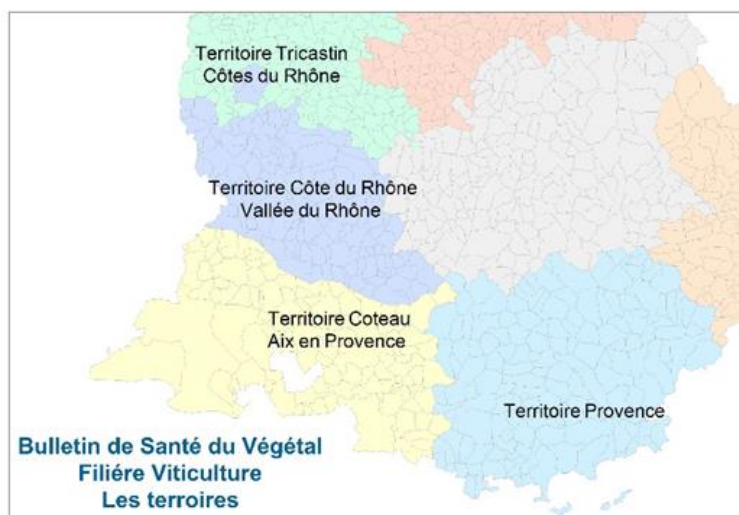 Territoire Tricastin
Côtes du Rhône
Territoire Côte du Rhône
Vallée du Rhône
Territoire Coteau
Aix en Provence
Territoire Provence
Bulletin de Santé du Végétal
Filiére Viticulture
Les terroires